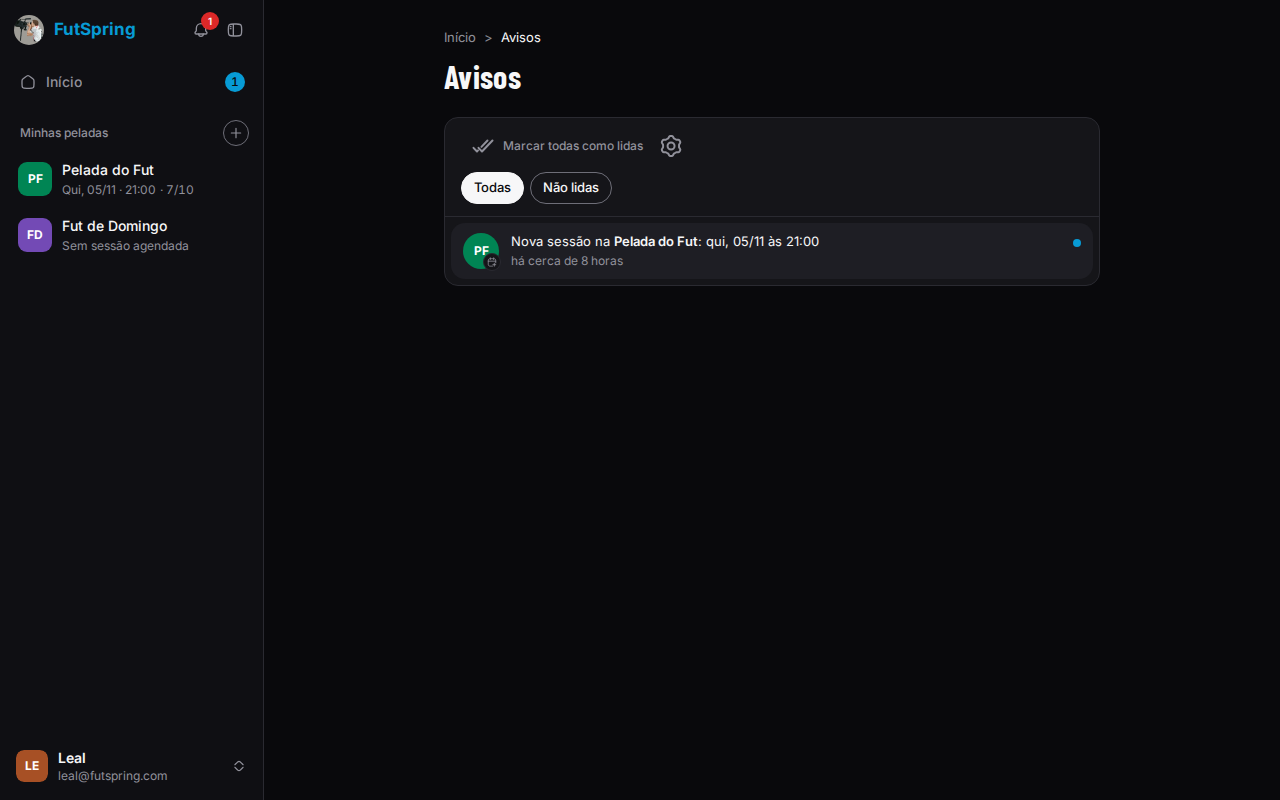 FutSpring
1
Início
1
Minhas peladas
PF
Pelada do Fut
Qui, 05/11 · 21:00 · 7/10
FD
Fut de Domingo
Sem sessão agendada
LE
Leal
leal@futspring.com
Início > Avisos
Avisos
Marcar todas como lidas
Todas
Não lidas
PF
Nova sessão na Pelada do Fut: qui, 05/11 às 21:00
há cerca de 8 horas